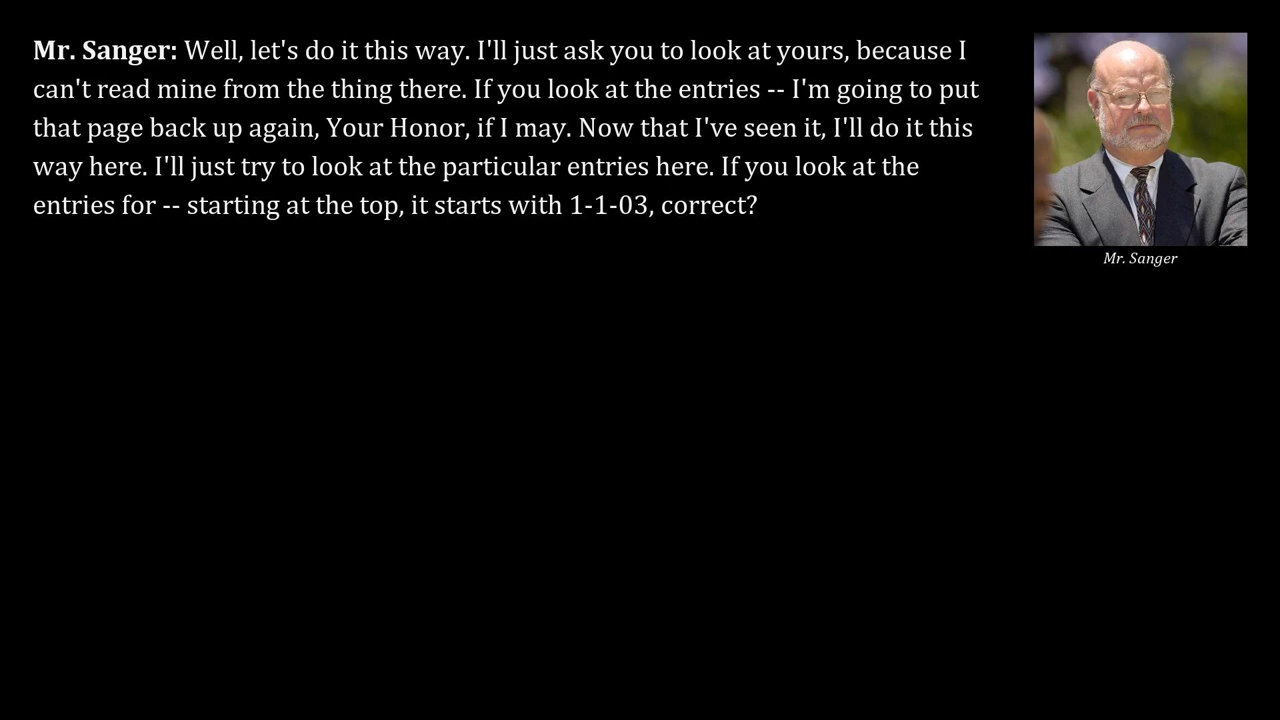 Mr. Sanger: Well, let's do it this way. I'll just ask you to look at yours, because I
can't read mine from the thing there. If you look at the entries -- I'm going to put
that page back up again, Your Honor, if I may. Now that I've seen it, I'll do it this
way here. I'll just try to look at the particular entries here. If you look at the
entries for -- starting at the top, it starts with 1-1-03, correct?
Mr. Sanger